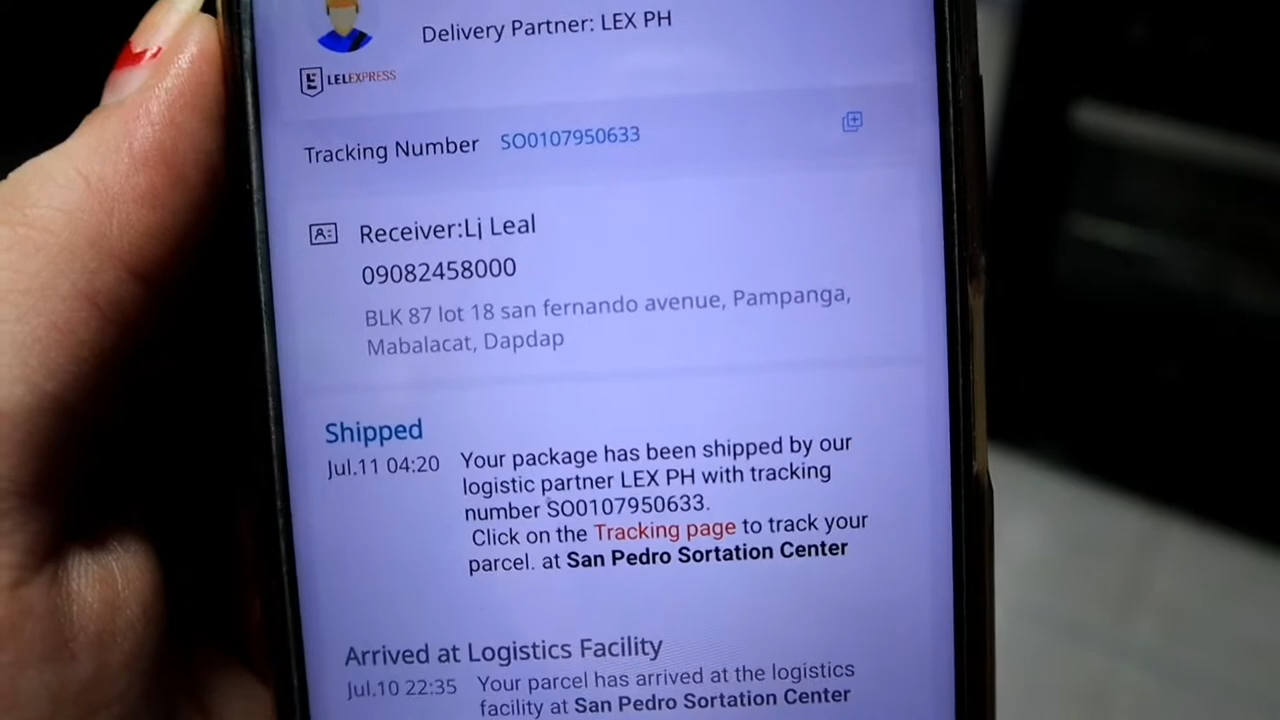 Delivery Partner: LEX PH
LELEXPRESS
Tracking Number SO0107950633
Receiver:Lj Leal
09082458000
BLK 87 lot 18 san fernando avenue, Pampanga,
Mabalacat, Dapdap
Shipped
Jul.11 04:20 Your package has been shipped by our
logistic partner LEX PH with tracking
number SO0107950633.
Click on the Tracking page to track your
parcel. at San Pedro Sortation Center
Arrived at Logistics Facility
Jul.10 22:35 Your parcel has arrived at the logistics
facility at San Pedro Sortation Center